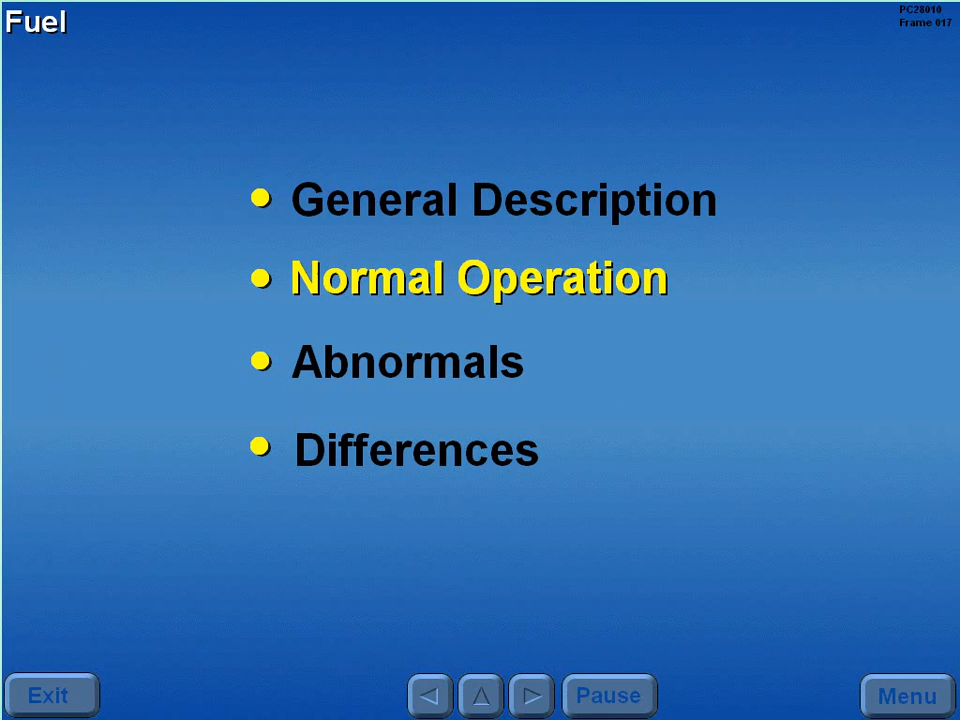 Fuel
PC28010
Frame 017
General Description
Normal Operation
Abnormals
Differences
Exit
Pause
Menu